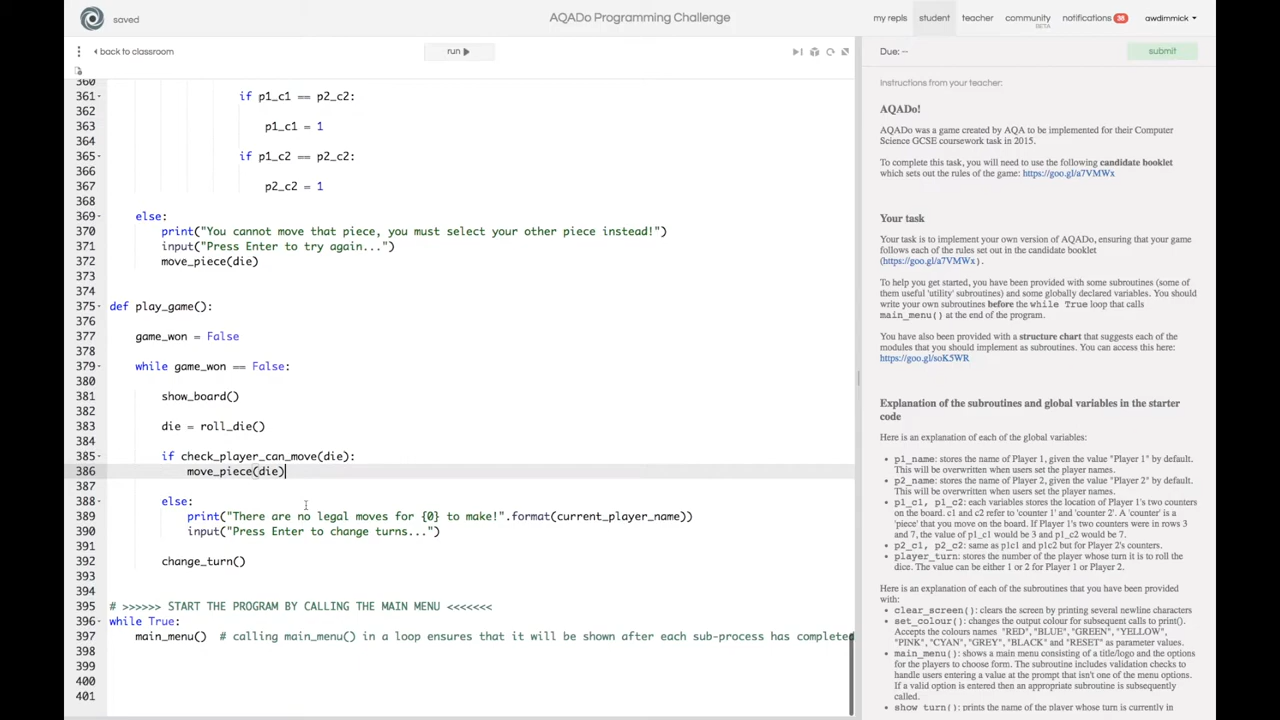 saved
AQADo Programming Challenge
my repls
student
teacher
community
BETA
notifications 36
awdimmick
back to classroom
run
Due: --
submit
360
361 if p1_c1 == p2_c2:
362
363 p1_c1 = 1
364
365 if p1_c2 == p2_c2:
366
367 p2_c2 = 1
368
369 else:
370 print("You cannot move that piece, you must select your other piece instead!")
371 input("Press Enter to try again...")
372 move_piece(die)
373
374
375 def play_game():
376
377 game_won = False
378
379 while game_won == False:
380
381 show_board()
382
383 die = roll_die()
384
385 if check_player_can_move(die):
386 move_piece(die)
387
388 else:
389 print("There are no legal moves for {0} to make!".format(current_player_name))
390 input("Press Enter to change turns...")
391
392 change_turn()
393
394
395 # >>>>>> START THE PROGRAM BY CALLING THE MAIN MENU <<<<<<<
396 while True:
397 main_menu() # calling main_menu() in a loop ensures that it will be shown after each sub-process has completed
398
399
400
401
Instructions from your teacher:
AQADo!
AQADo was a game created by AQA to be implemented for their Computer
Science GCSE coursework task in 2015.
To complete this task, you will need to use the following candidate booklet
which sets out the rules of the game: https://goo.gl/a7VMWx
Your task
Your task is to implement your own version of AQADo, ensuring that your game
follows each of the rules set out in the candidate booklet
(https://goo.gl/a7VMWx).
To help you get started, you have been provided with some subroutines (some of
them useful 'utility' subroutines) and some globally declared variables. You should
write your own subroutines before the while True loop that calls
main_menu() at the end of the program.
You have also been provided with a structure chart that suggests each of the
modules that you should implement as subroutines. You can access this here:
https://goo.gl/soK5WR
Explanation of the subroutines and global variables in the starter
code
Here is an explanation of each of the global variables:
p1_name: stores the name of Player 1, given the value "Player 1" by default.
This will be overwritten when users set the player names.
p2_name: stores the name of Player 2, given the value "Player 2" by default.
This will be overwritten when users set the player names.
p1_c1, p1_c2: each variables stores the location of Player 1's two counters
on the board. c1 and c2 refer to 'counter 1' and 'counter 2'. A 'counter' is a
'piece' that you move on the board. If Player 1's two counters were in rows 3
and 7, the value of p1_c1 would be 3 and p1_c2 would be 7.
p2_c1, p2_c2: same as p1c1 and p1c2 but for Player 2's counters.
player_turn: stores the number of the player whose turn it is to roll the
dice. The value can be either 1 or 2 for Player 1 or Player 2.
Here is an explanation of each of the subroutines that you have been provided
with:
clear_screen(): clears the screen by printing several newline characters
set_colour(): changes the output colour for subsequent calls to print().
Accepts the colours names "RED", "BLUE", "GREEN", "YELLOW",
"PINK", "CYAN", "GREY", "BLACK" and "RESET" as parameter values.
main_menu(): shows a main menu consisting of a title/logo and the options
for the players to choose form. The subroutine includes validation checks to
handle users entering a value at the prompt that isn't one of the menu options.
If a valid option is entered then an appropriate subroutine is subsequently
called.
show_turn(): prints the name of the player whose turn is currently in